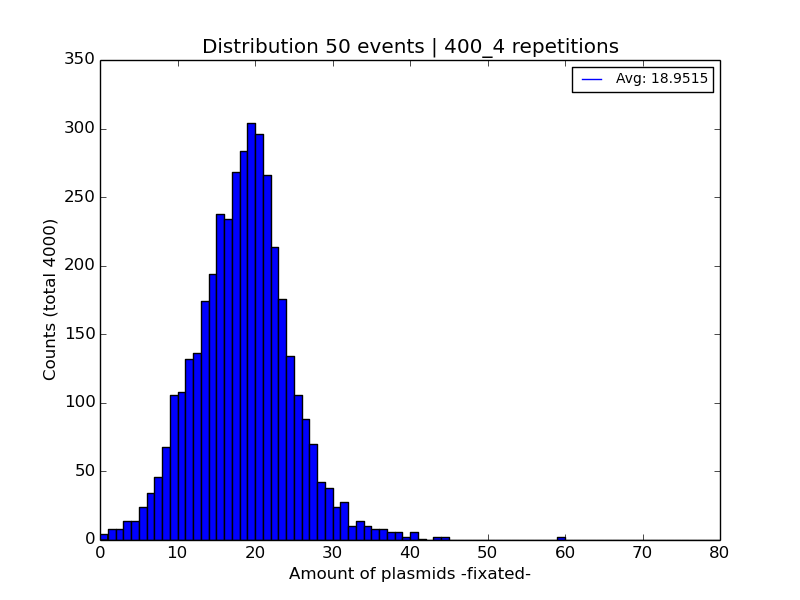 Distribution 50 events | 400_4 repetitions
Avg: 18.9515
350
300
250
200
150
100
50
0
Counts (total 4000)
0 10 20 30 40 50 60 70 80
Amount of plasmids -fixated-